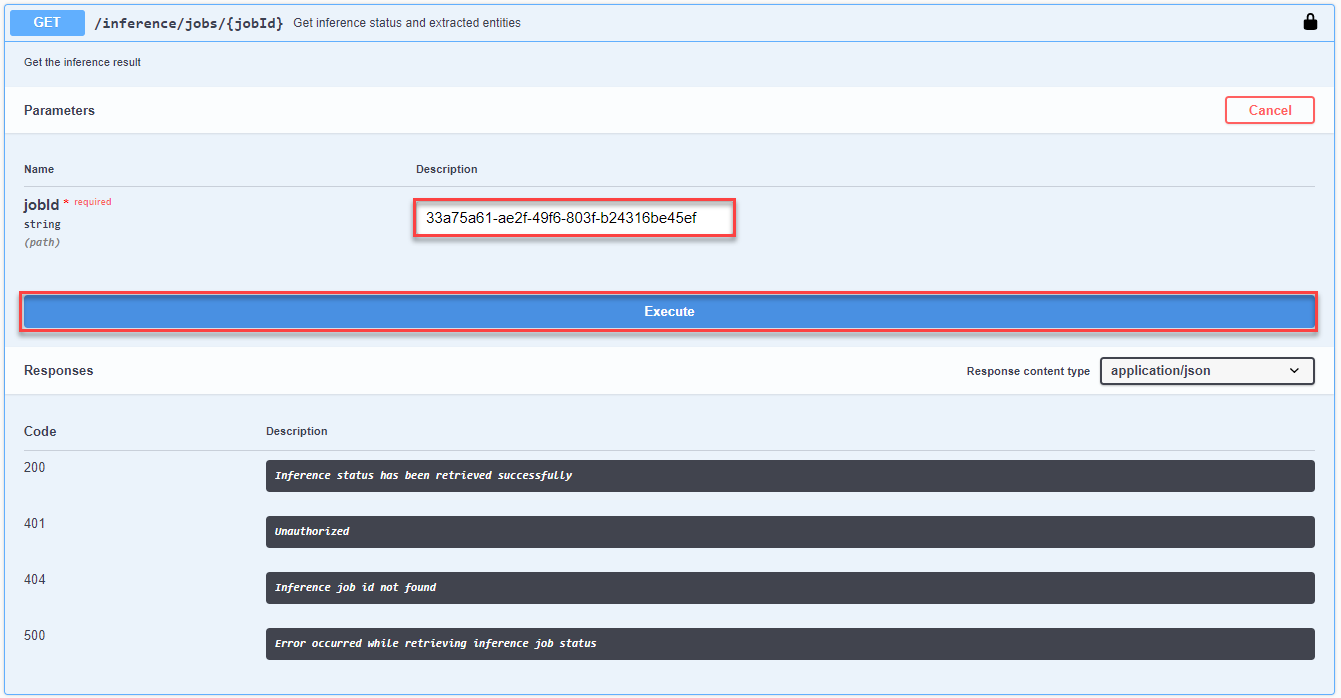 GET /inference/jobs/{jobId} Get inference status and extracted entities
Get the inference result
Parameters Cancel
Name Description
jobId * required
string
(path)
33a75a61-ae2f-49f6-803f-b24316be45ef
Execute
Responses Response content type application/json
Code Description
200 Inference status has been retrieved successfully
401 Unauthorized
404 Inference job id not found
500 Error occurred while retrieving inference job status